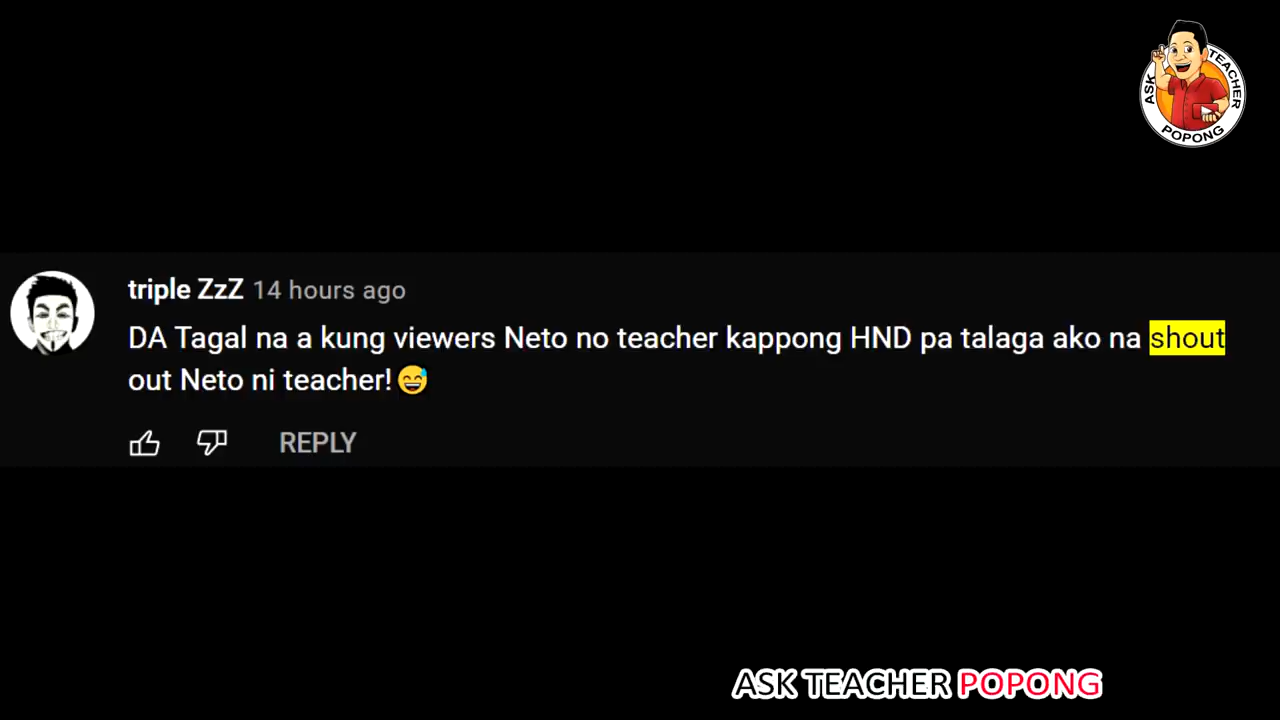 ASK TEACHER
POPONG
triple ZzZ 14 hours ago
DA Tagal na a kung viewers Neto no teacher kappong HND pa talaga ako na shout
out Neto ni teacher!😅
REPLY
ASK TEACHER POPONG